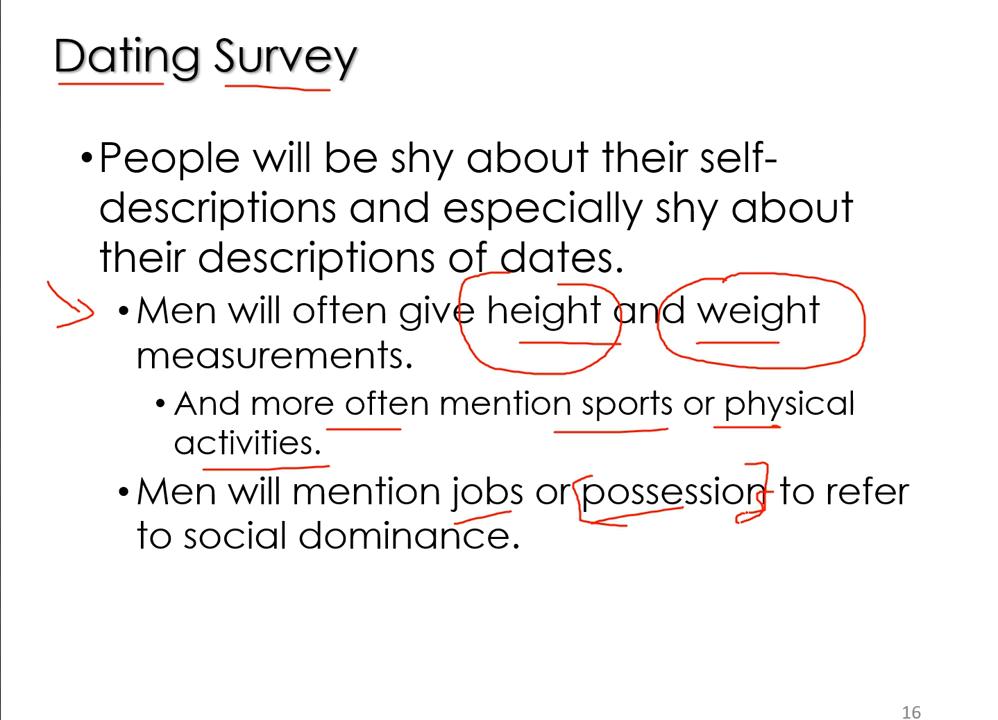 Dating Survey
• People will be shy about their self-
descriptions and especially shy about
their descriptions of dates.
• Men will often give height and weight
measurements.
• And more often mention sports or physical
activities.
• Men will mention jobs or possession to refer
to social dominance.
16